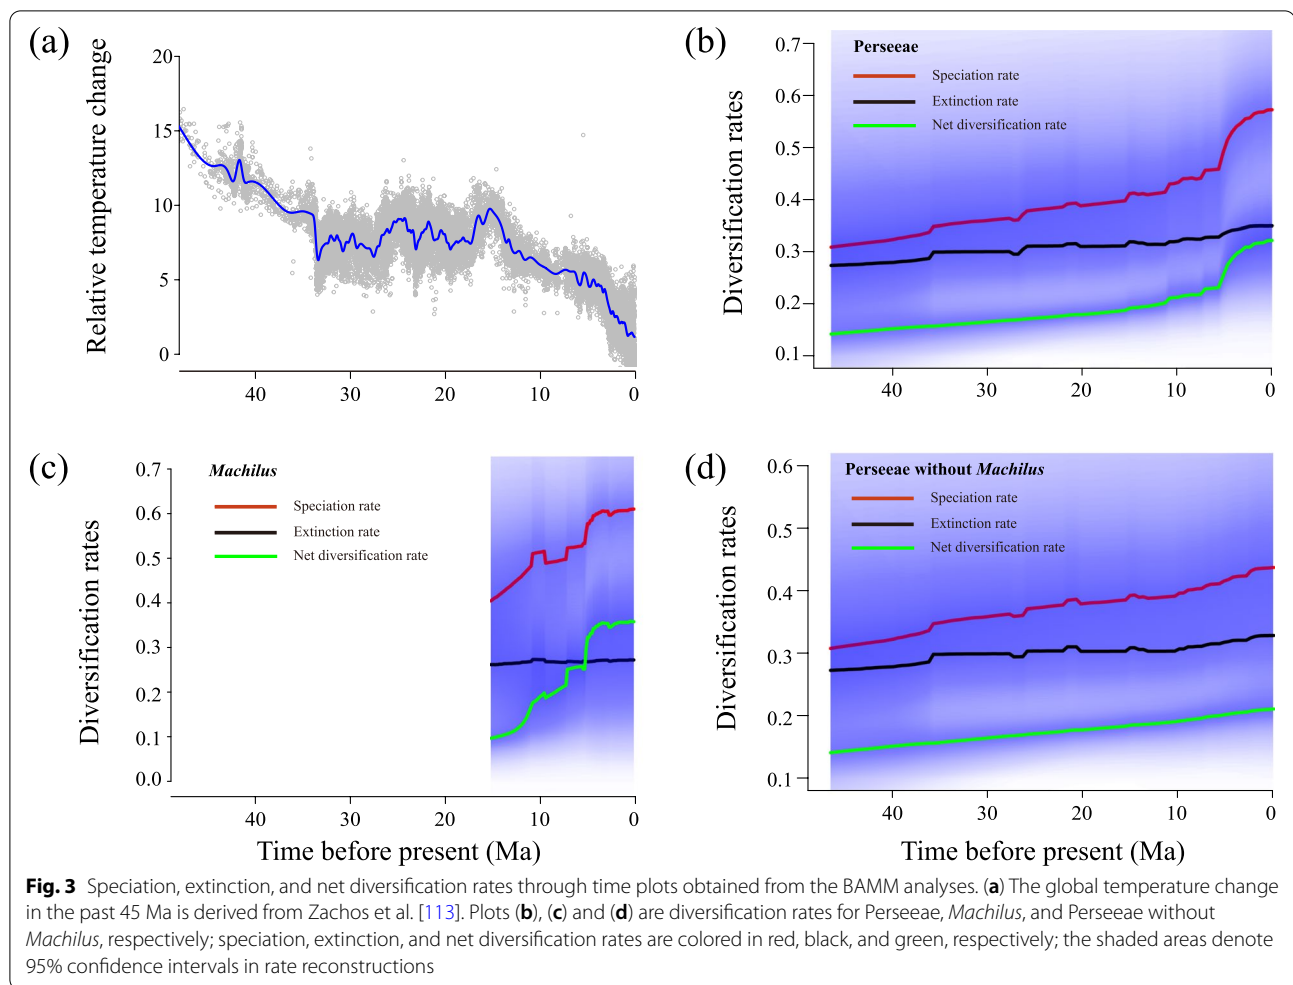 (a)
Relative temperature change
20
15
10
5
0
40 30 20 10 0
(b)
Diversification rates
0.7
0.6
0.5
0.4
0.3
0.2
0.1
Perseeae
Speciation rate
Extinction rate
Net diversification rate
40 30 20 10 0
(c)
Diversification rates
0.7
0.6
0.5
0.4
0.3
0.2
0.1
0.0
Machilus
Speciation rate
Extinction rate
Net diversification rate
40 30 20 10 0
Time before present (Ma)
(d)
Diversification rates
0.6
0.5
0.4
0.3
0.2
0.1
Perseeae without Machilus
Speciation rate
Extinction rate
Net diversification rate
40 30 20 10 0
Time before present (Ma)
Fig. 3 Speciation, extinction, and net diversification rates through time plots obtained from the BAMM analyses. (a) The global temperature change
in the past 45 Ma is derived from Zachos et al. [113]. Plots (b), (c) and (d) are diversification rates for Perseeae, Machilus, and Perseeae without
Machilus, respectively; speciation, extinction, and net diversification rates are colored in red, black, and green, respectively; the shaded areas denote
95% confidence intervals in rate reconstructions